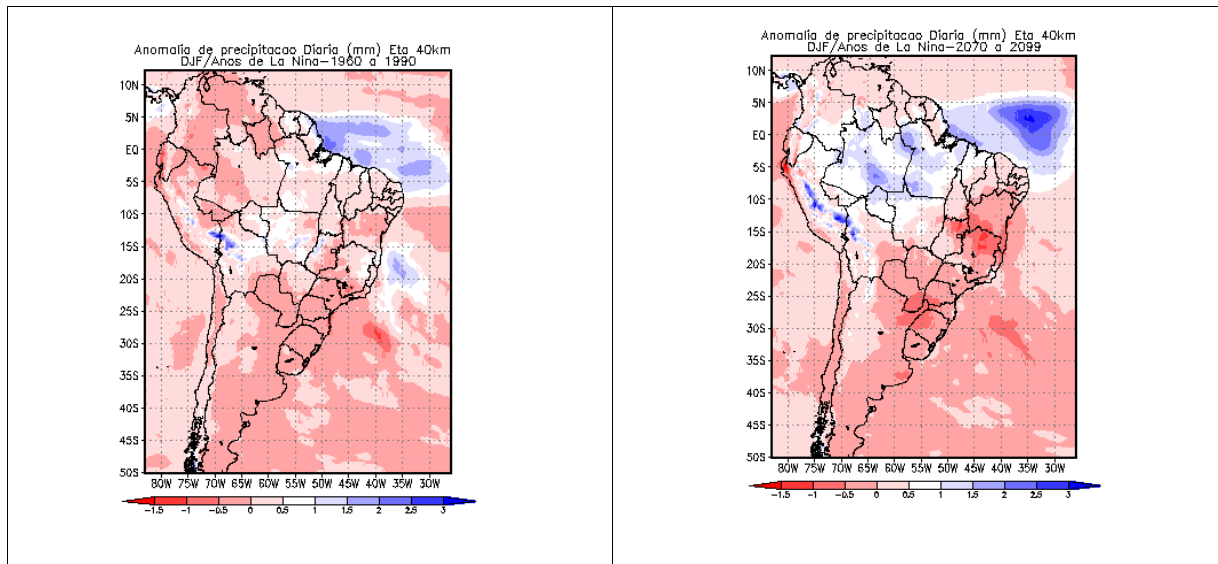 Anomalia de precipitacao Diaria (mm) Eta 40km
DJF/Anos de La Nina-1960 a 1990
10N
5N
EQ
5S
10S
15S
20S
25S
30S
35S
40S
45S
50S
80W 75W 70W 65W 60W 55W 50W 45W 40W 35W 30W
-1.5 -1 -0.5 0 0.5 1 1.5 2 2.5 3
Anomalia de precipitacao Diaria (mm) Eta 40km
DJF/Anos de La Nina-2070 a 2099
10N
5N
EQ
5S
10S
15S
20S
25S
30S
35S
40S
45S
50S
80W 75W 70W 65W 60W 55W 50W 45W 40W 35W 30W
-1.5 -1 -0.5 0 0.5 1 1.5 2 2.5 3